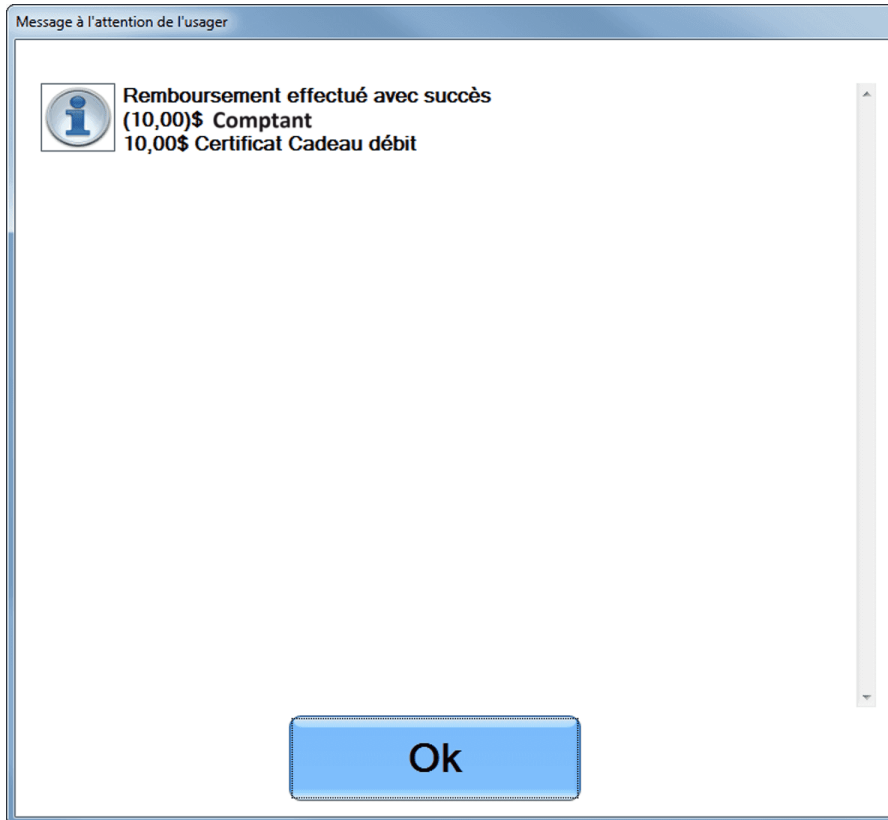 Message à l'attention de l'usager
Remboursement effectué avec succès
(10,00)$ Comptant
10,00$ Certificat Cadeau débit
Ok